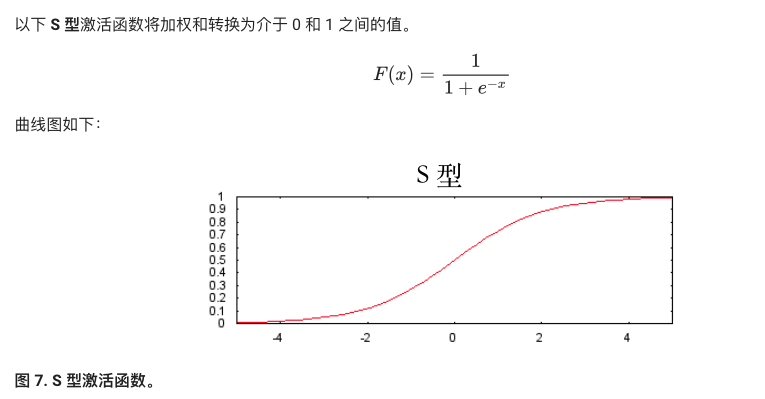 以下 S 型激活函数将加权和转换为介于 0 和 1 之间的值。
F(x) = 1 / (1 + e^{-x})
曲线图如下：
S 型
1
0.9
0.8
0.7
0.6
0.5
0.4
0.3
0.2
0.1
0
-4 -2 0 2 4
图 7. S 型激活函数。